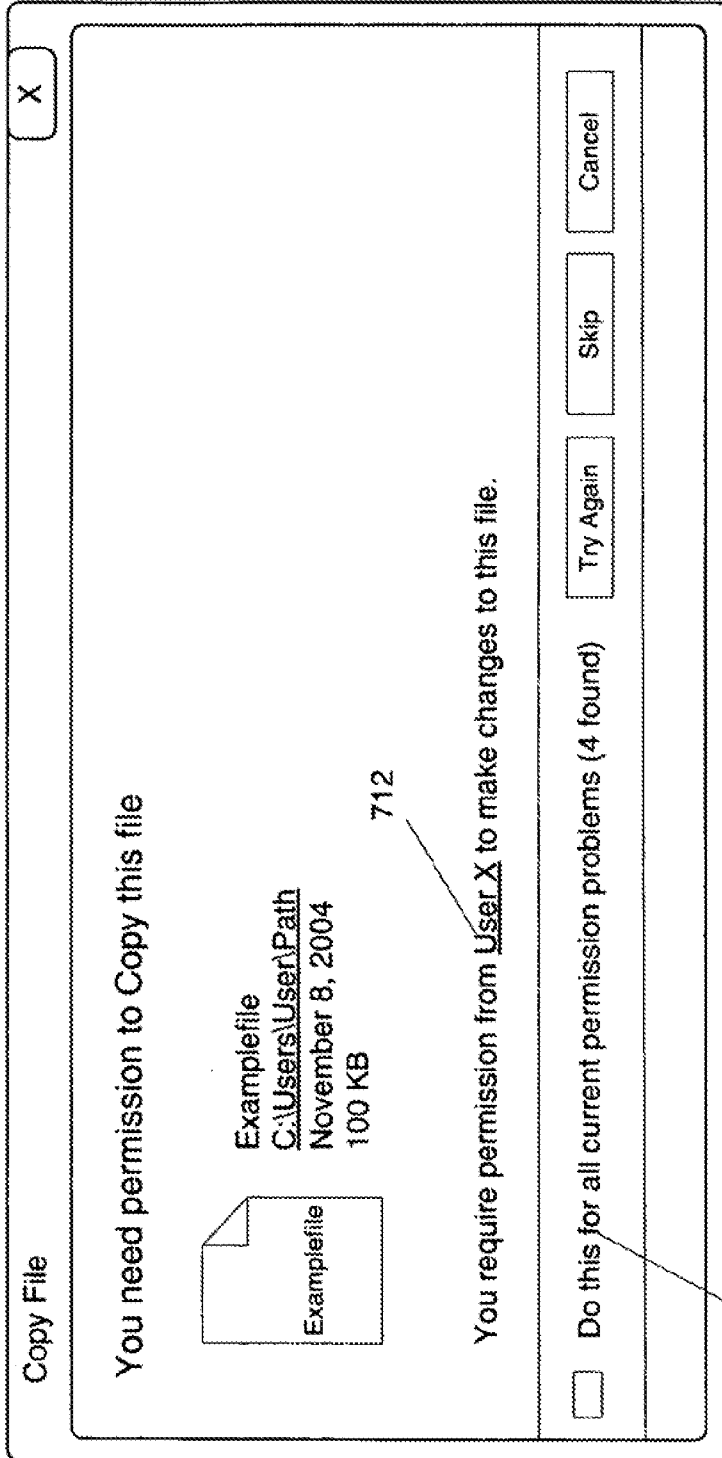 Copy File
X
You need permission to Copy this file
Examplefile
Examplefile
C:\Users\User\Path
November 8, 2004
100 KB
712
You require permission from User X to make changes to this file.
Do this for all current permission problems (4 found)
Try Again
Skip
Cancel